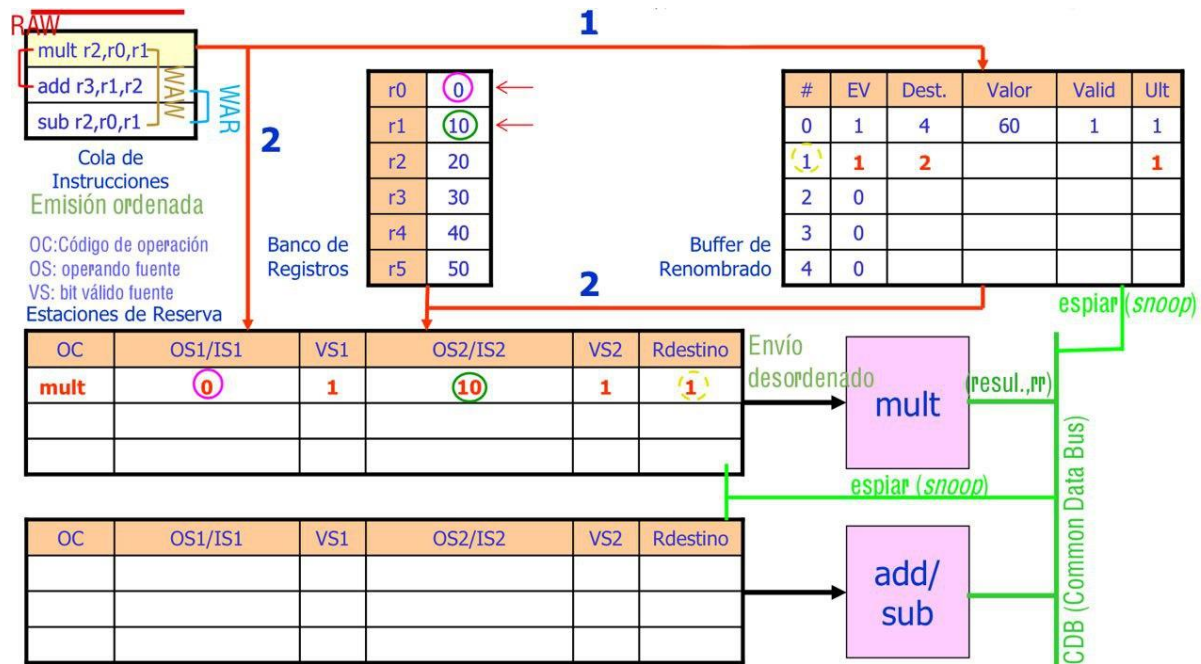 RAW
mult r2,r0,r1
add r3,r1,r2
sub r2,r0,r1
WAW
WAR
Cola de
Instrucciones
Emisión ordenada
OC:Código de operación
OS: operando fuente
VS: bit válido fuente
Estaciones de Reserva
1
2
r0 0
r1 10
r2 20
r3 30
r4 40
r5 50
Banco de
Registros
# EV Dest. Valor Valid Ult
0 1 4 60 1 1
1 1 2 1
2 0
3 0
4 0
Buffer de
Renombrado
2
espiar (snoop)
OC OS1/IS1 VS1 OS2/IS2 VS2 Rdestino
mult 0 1 10 1 1
Envío
desordenado
mult
(resul.,rr)
espiar (snoop)
OC OS1/IS1 VS1 OS2/IS2 VS2 Rdestino
add/
sub
CDB (Common Data Bus)